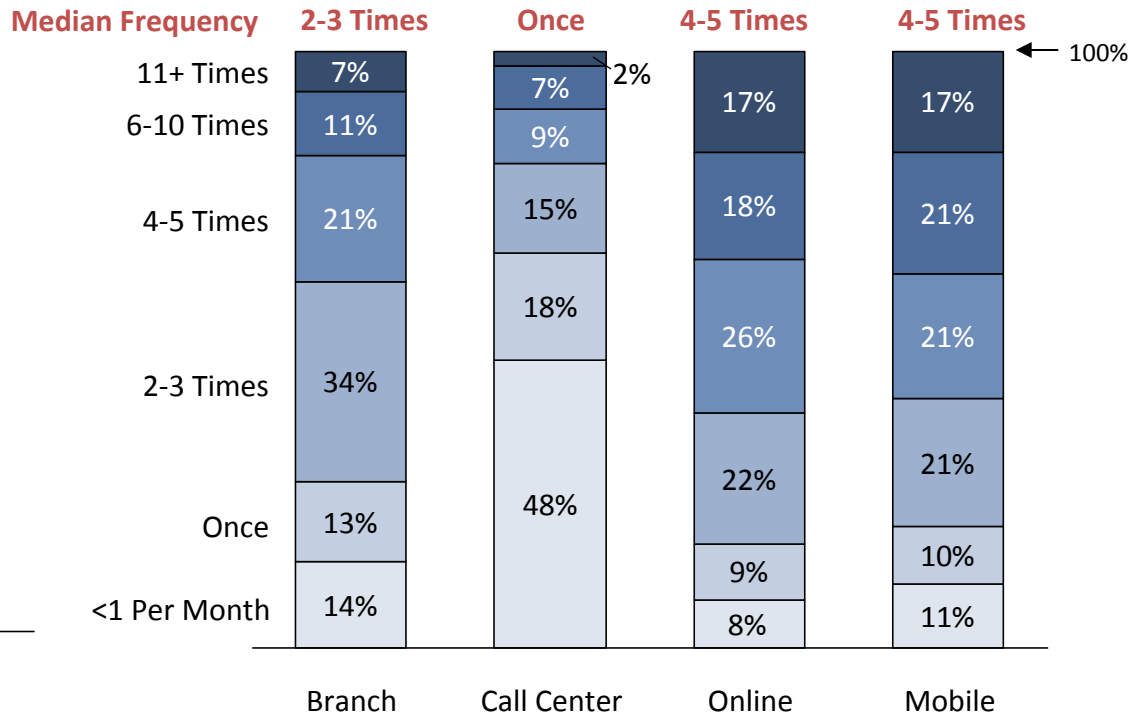 Median Frequency 2-3 Times Once 4-5 Times 4-5 Times
100%
11+ Times 7% 2% 17% 17%
6-10 Times 11% 7% 18% 21%
4-5 Times 21% 9% 26% 21%
2-3 Times 34% 15% 22% 21%
Once 13% 18% 9% 10%
<1 Per Month 14% 48% 8% 11%
Branch Call Center Online Mobile